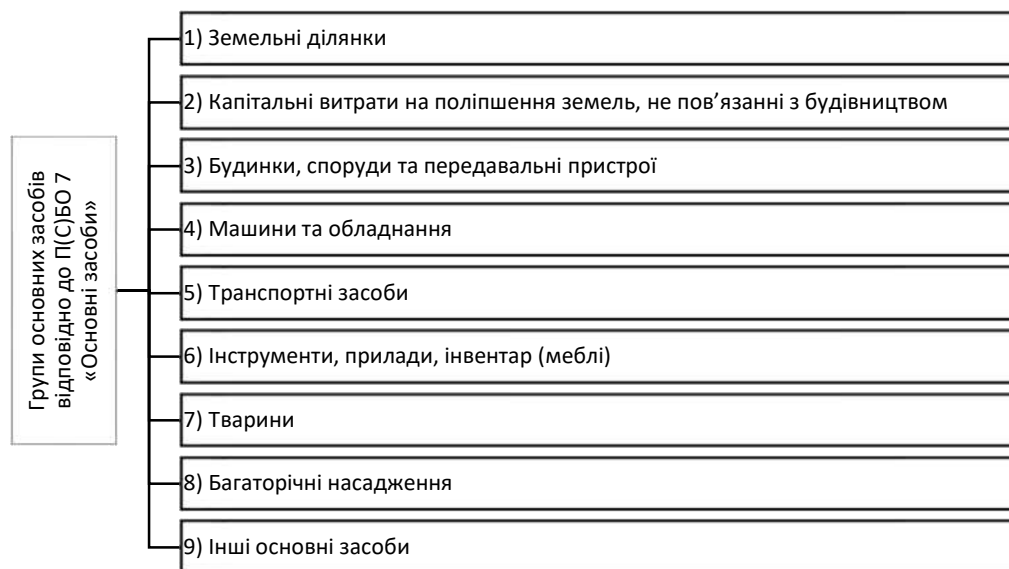 Групи основних засобів
відповідно до П(С)БО 7
«Основні засоби»
1) Земельні ділянки
2) Капітальні витрати на поліпшення земель, не пов’язанні з будівництвом
3) Будинки, споруди та передавальні пристрої
4) Машини та обладнання
5) Транспортні засоби
6) Інструменти, прилади, інвентар (меблі)
7) Тварини
8) Багаторічні насадження
9) Інші основні засоби